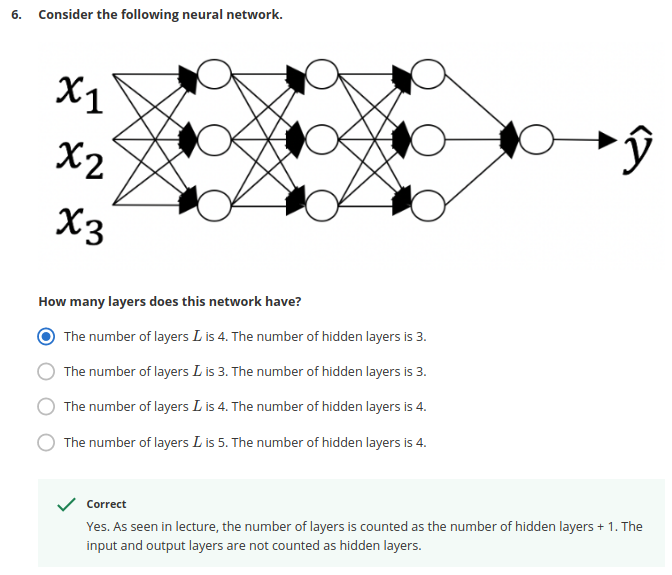 6. Consider the following neural network.
x₁
x₂
x₃
ŷ
How many layers does this network have?
The number of layers L is 4. The number of hidden layers is 3.
The number of layers L is 3. The number of hidden layers is 3.
The number of layers L is 4. The number of hidden layers is 4.
The number of layers L is 5. The number of hidden layers is 4.
Correct
Yes. As seen in lecture, the number of layers is counted as the number of hidden layers + 1. The
input and output layers are not counted as hidden layers.